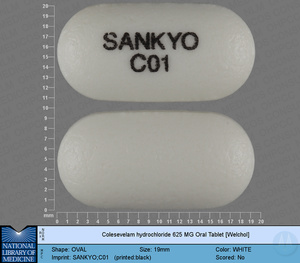 SANKYO
C01
mm
Colesevelam hydrochloride 625 MG Oral Tablet [Welchol]
NATIONAL
LIBRARY OF
MEDICINE
Shape: OVAL Size: 19mm Color: WHITE
Imprint: SANKYO;C01 (printed:black) Scored: No